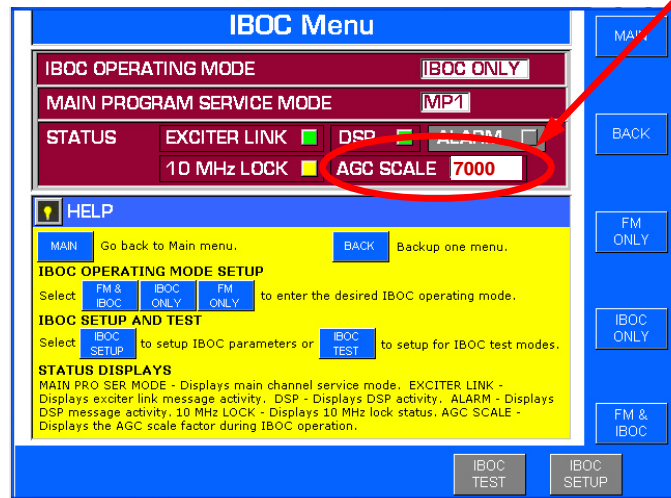 IBOC Menu
MAIN
IBOC OPERATING MODE IBOC ONLY
MAIN PROGRAM SERVICE MODE MP1
STATUS EXCITER LINK DSP ALARM
BACK
10 MHz LOCK AGC SCALE 7000
? HELP
MAIN Go back to Main menu. BACK Backup one menu.
FM
ONLY
IBOC OPERATING MODE SETUP
Select FM &
IBOC IBOC
ONLY FM
ONLY to enter the desired IBOC operating mode.
IBOC SETUP AND TEST
Select IBOC
SETUP to setup IBOC parameters or IBOC
TEST to setup for IBOC test modes.
IBOC
ONLY
STATUS DISPLAYS
MAIN PRO SER MODE - Displays main channel service mode. EXCITER LINK -
Displays exciter link message activity. DSP - Displays DSP activity. ALARM - Displays
DSP message activity. 10 MHz LOCK - Displays 10 MHz lock status. AGC SCALE -
Displays the AGC scale factor during IBOC operation.
FM &
IBOC
IBOC
TEST
IBOC
SETUP